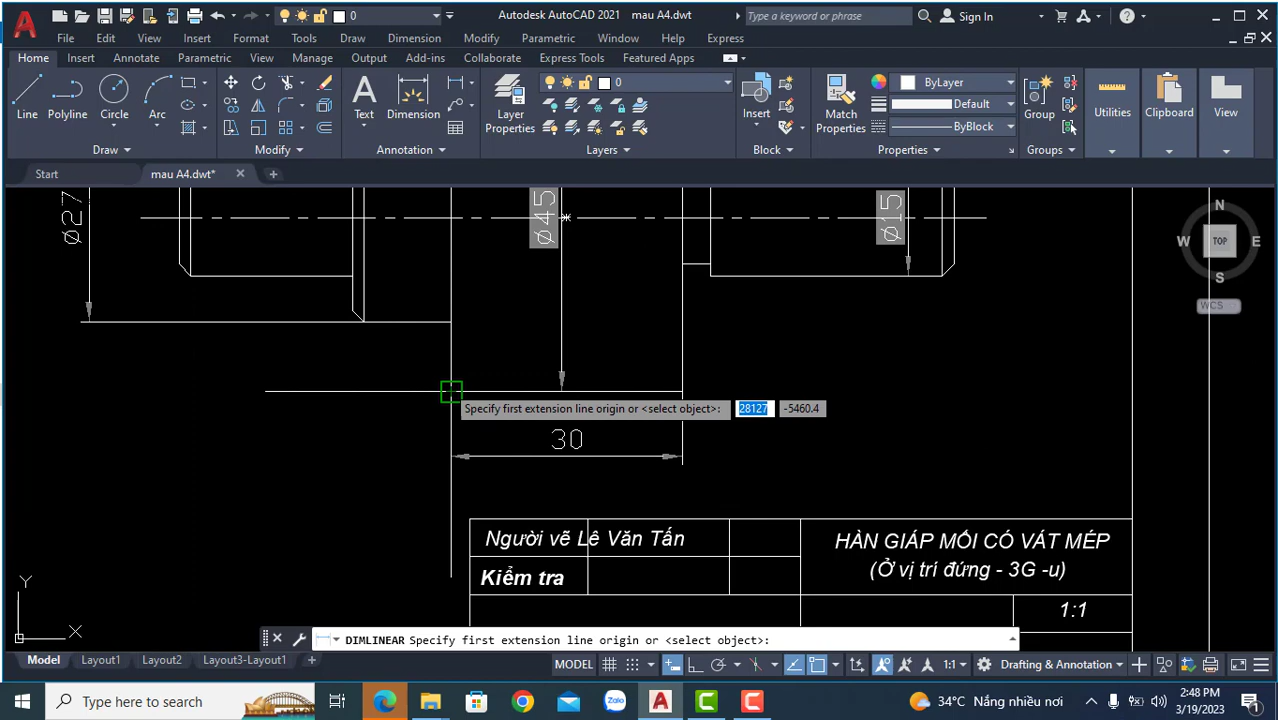 Autodesk AutoCAD 2021 mau A4.dwt
0
Type a keyword or phrase
Sign In
File Edit View Insert Format Tools Draw Dimension Modify Parametric Window Help Express
Home Insert Annotate Parametric View Manage Output Add-ins Collaborate Express Tools Featured Apps
0
ByLayer
Default
ByBlock
Line Polyline Circle Arc Text Dimension Layer Properties Insert Match Properties Group Utilities Clipboard View
Draw Modify Annotation Layers Block Properties Groups
Start mau A4.dwt*
ø27
ø45
ø15
N
W TOP E
S
WCS
Specify first extension line origin or <select object>: 28127 -5460.4
30
Người vẽ Lê Văn Tấn
HÀN GIÁP MỐI CÓ VÁT MÉP
Kiểm tra
(Ở vị trí đứng - 3G -u)
1:1
Y
X
DIMLINEAR Specify first extension line origin or <select object>:
Model Layout1 Layout2 Layout3-Layout1
MODEL 1:1 Drafting & Annotation
Type here to search
Zalo
34°C Nắng nhiều nơi
2:48 PM
3/19/2023
1